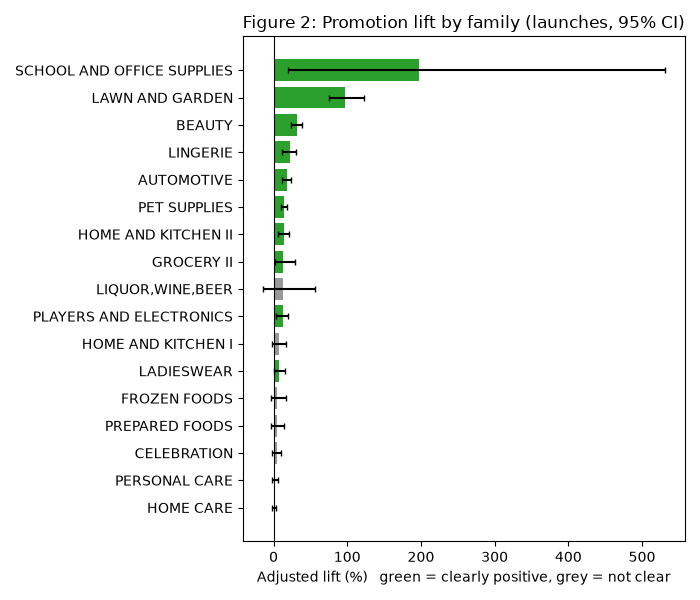 Figure 2: Promotion lift by family (launches, 95% CI)
SCHOOL AND OFFICE SUPPLIES
LAWN AND GARDEN
BEAUTY
LINGERIE
AUTOMOTIVE
PET SUPPLIES
HOME AND KITCHEN II
GROCERY II
LIQUOR,WINE,BEER
PLAYERS AND ELECTRONICS
HOME AND KITCHEN I
LADIESWEAR
FROZEN FOODS
PREPARED FOODS
CELEBRATION
PERSONAL CARE
HOME CARE
0 100 200 300 400 500
Adjusted lift (%) green = clearly positive, grey = not clear